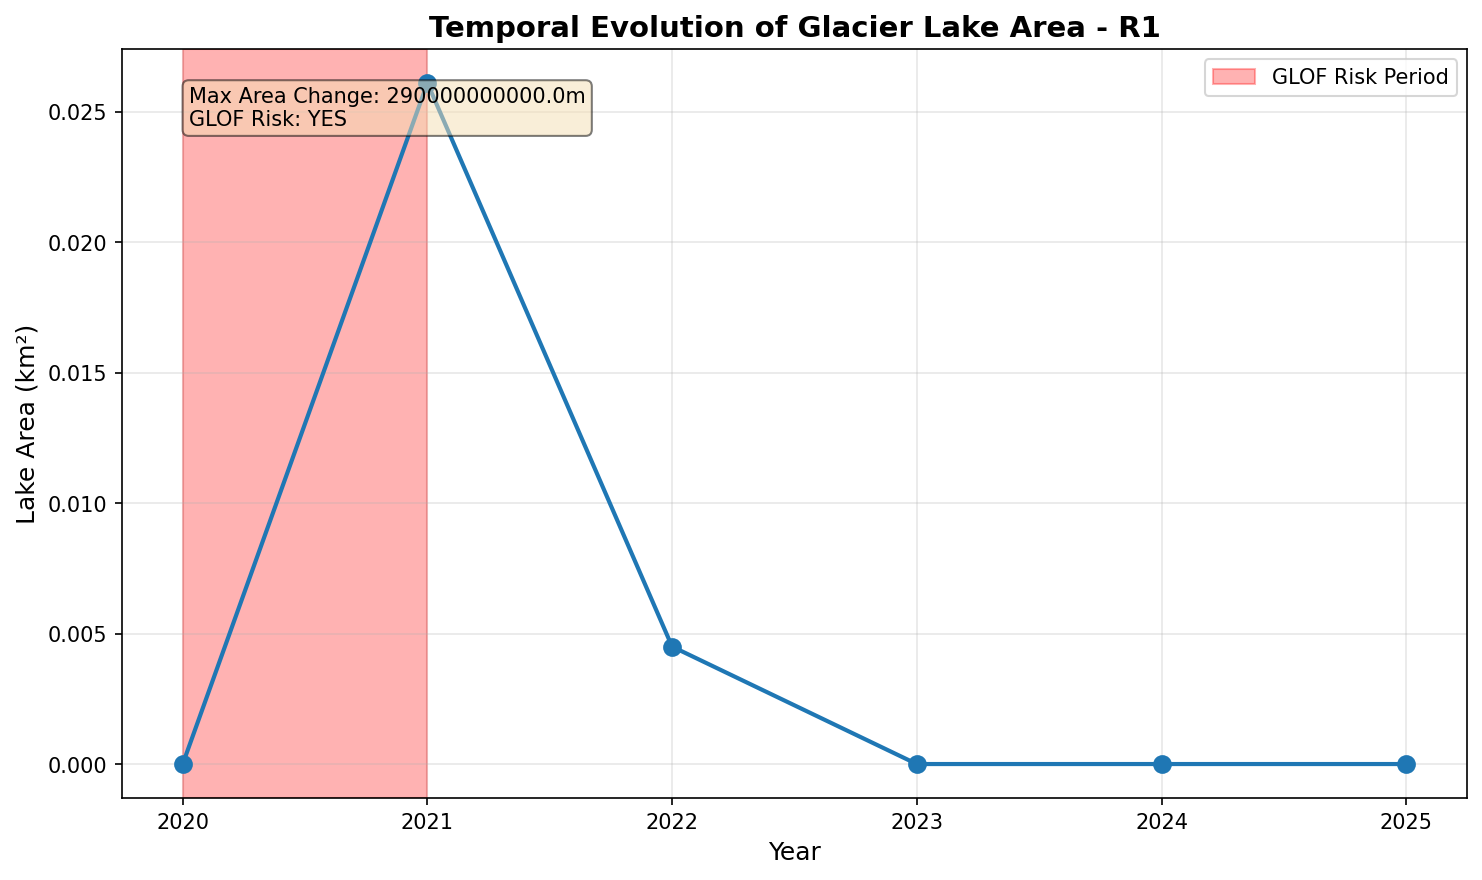 Temporal Evolution of Glacier Lake Area - R1
GLOF Risk Period
Max Area Change: 290000000000.0m
GLOF Risk: YES
Lake Area (km²)
0.025
0.020
0.015
0.010
0.005
0.000
2020 2021 2022 2023 2024 2025
Year